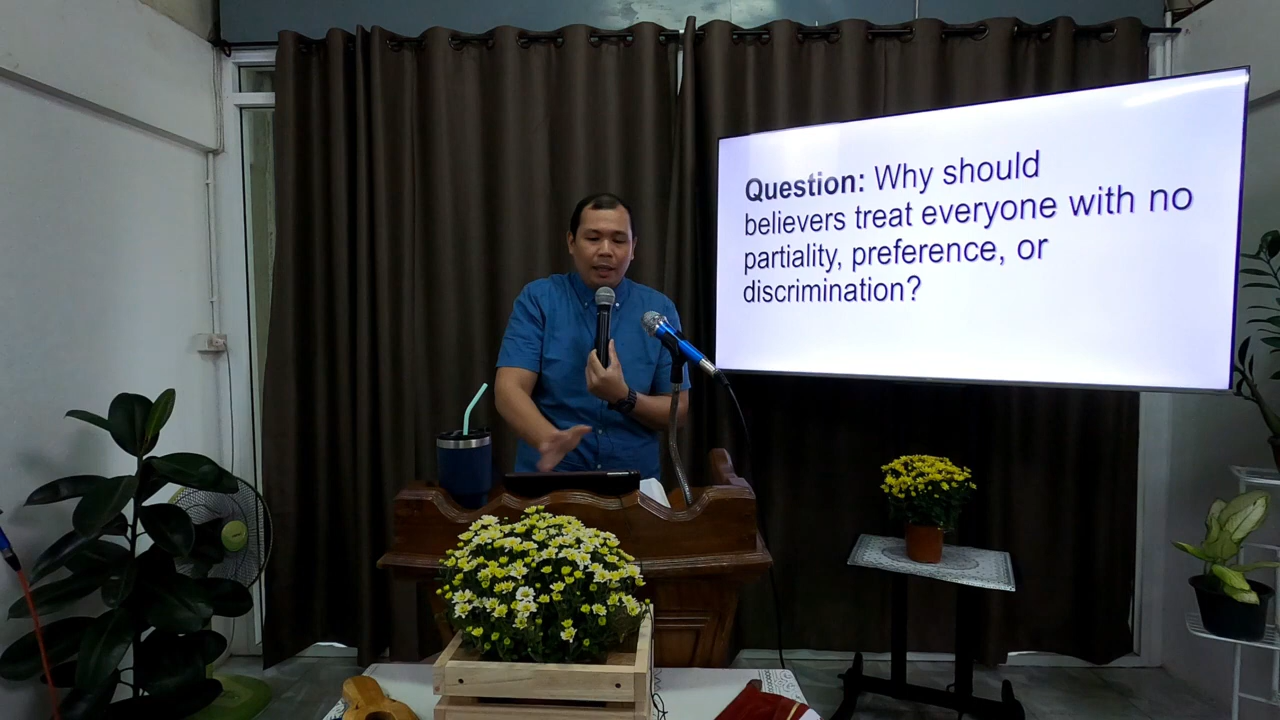 Question: Why should
believers treat everyone with no
partiality, preference, or
discrimination?